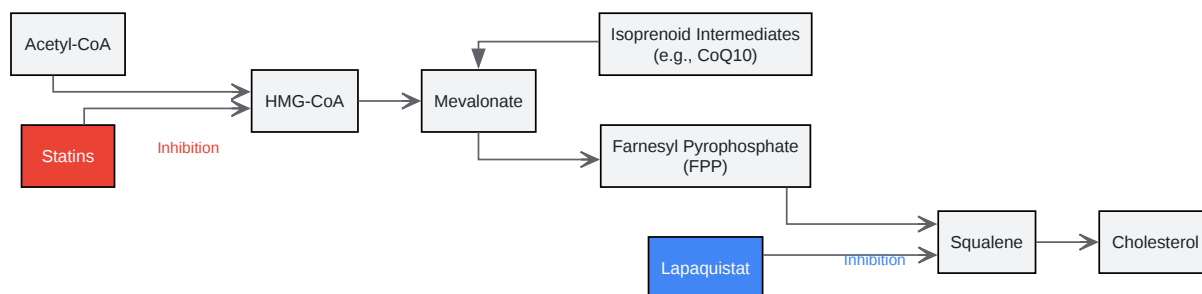 Acetyl-CoA
Statins
Inhibition
HMG-CoA
Mevalonate
Isoprenoid Intermediates
(e.g., CoQ10)
Farnesyl Pyrophosphate
(FPP)
Lapaquistat
Inhibition
Squalene
Cholesterol